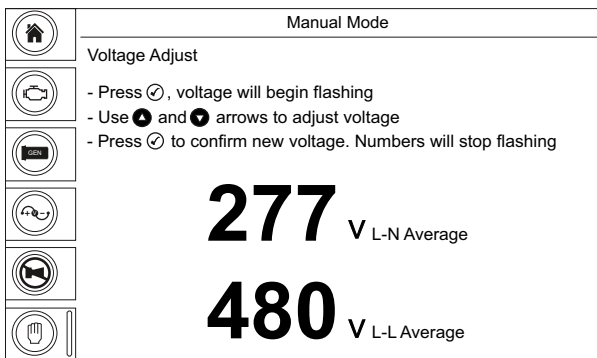 Manual Mode
Voltage Adjust
- Press ✓, voltage will begin flashing
- Use ▲ and ▼ arrows to adjust voltage
- Press ✓ to confirm new voltage. Numbers will stop flashing
GEN
277 V L-N Average
480 V L-L Average